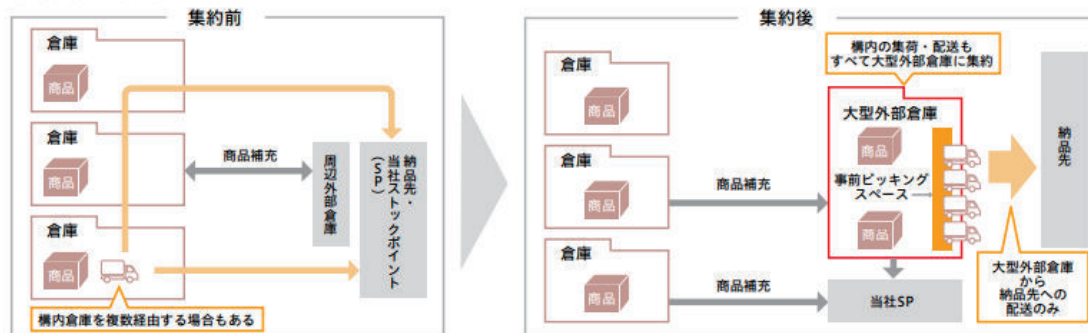 集約前
倉庫
商品
倉庫
商品
商品補充
周辺外部倉庫
納品先・
当社ストックポイント
(SP)
倉庫
商品
構内倉庫を複数経由する場合もある
集約後
倉庫
商品
倉庫
商品
商品補充
倉庫
商品
商品補充
構内の集荷・配送も
すべて大型外部倉庫に集約
大型外部倉庫
商品
事前ピッキング
スペース
商品
当社SP
納品先
大型外部倉庫
から
納品先への
配送のみ